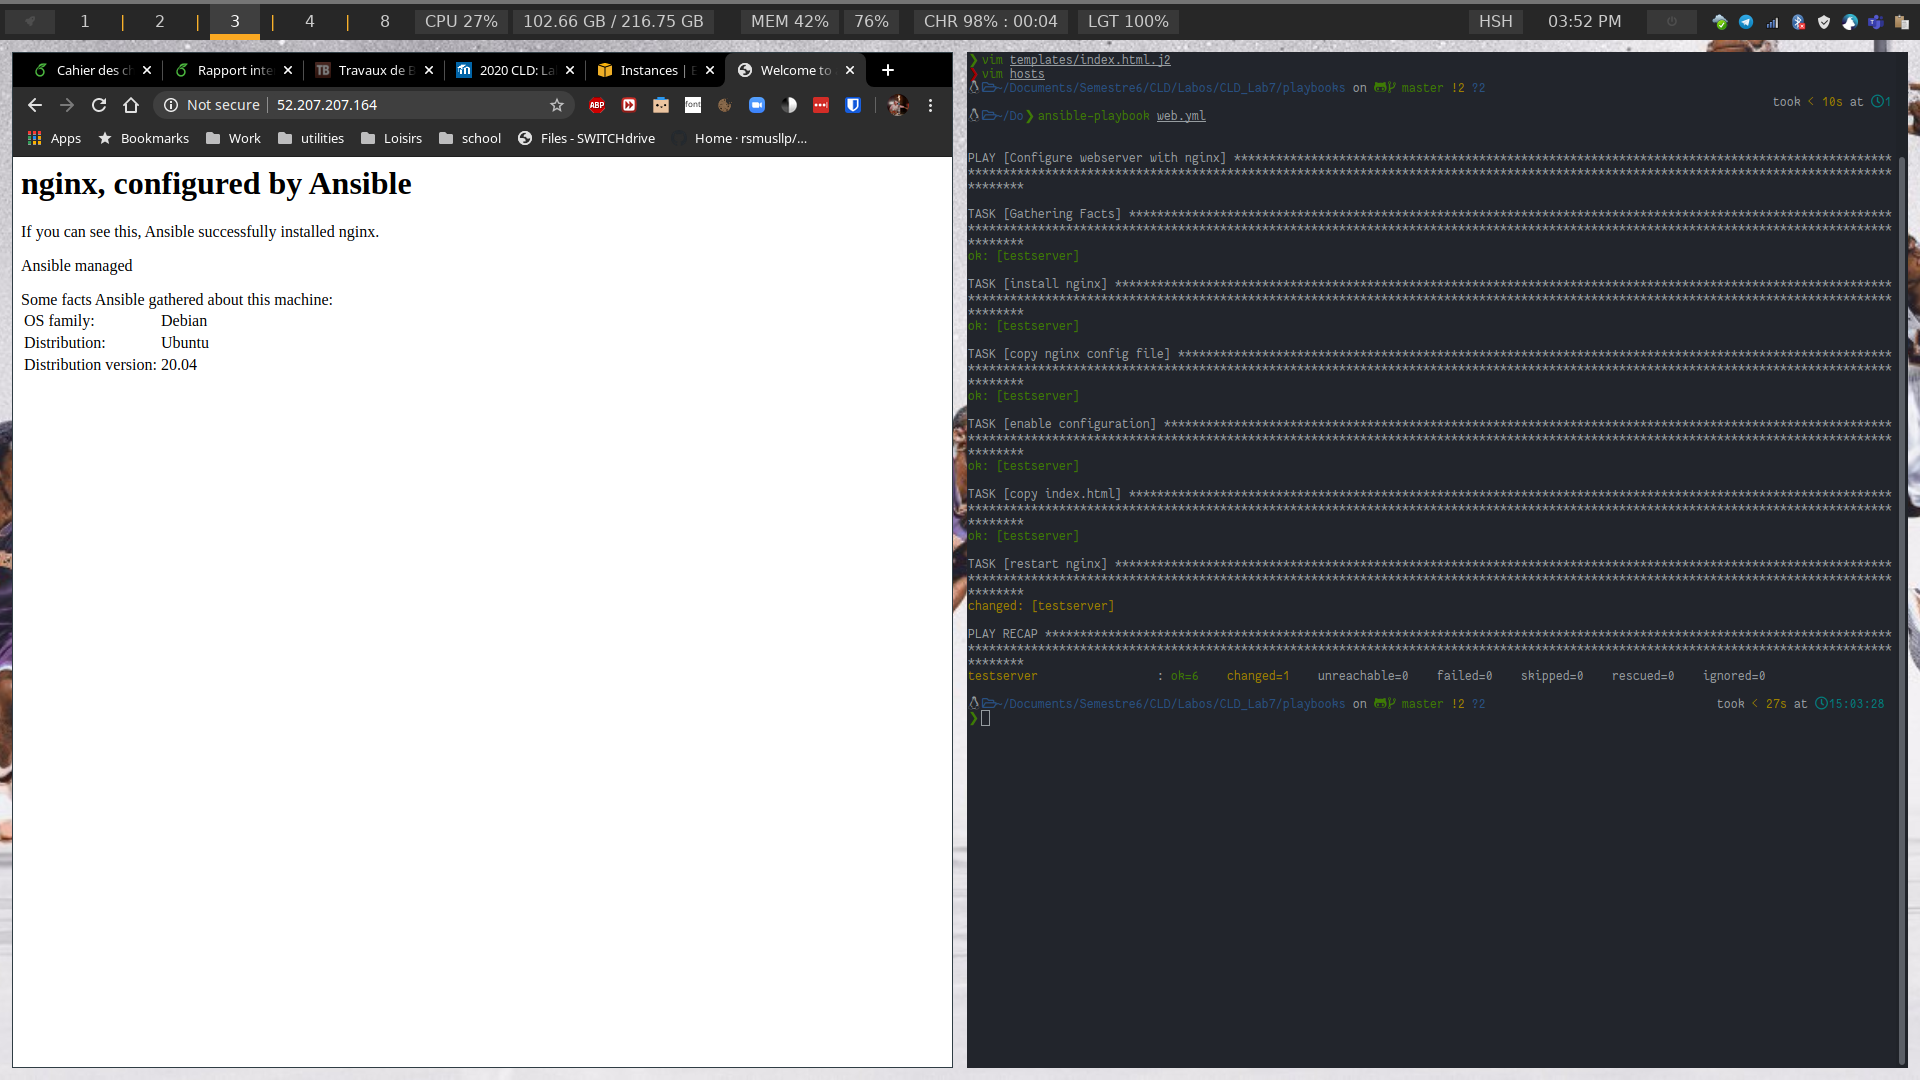 1 | 2 | 3 | 4 | 8 CPU 27% 102.66 GB / 216.75 GB MEM 42% 76% CHR 98% : 00:04 LGT 100% HSH 03:52 PM
Cahier des c
Rapport inte
TB Travaux de B
2020 CLD: La
Instances | E
Welcome to
Not secure | 52.207.207.164
ABP
font
Apps
Bookmarks
Work
utilities
Loisirs
school
Files - SWITCHdrive
Home · rsmusllp/...
nginx, configured by Ansible
If you can see this, Ansible successfully installed nginx.
Ansible managed
Some facts Ansible gathered about this machine:
OS family: Debian
Distribution: Ubuntu
Distribution version: 20.04
❯ vim templates/index.html.j2
❯ vim hosts
~/Documents/Semestre6/CLD/Labos/CLD_Lab7/playbooks on master !2 ?2
took < 10s at 1
~/Do❯ ansible-playbook web.yml
PLAY [Configure webserver with nginx] **********
TASK [Gathering Facts] **********
ok: [testserver]
TASK [install nginx] **********
ok: [testserver]
TASK [copy nginx config file] **********
ok: [testserver]
TASK [enable configuration] **********
ok: [testserver]
TASK [copy index.html] **********
ok: [testserver]
TASK [restart nginx] **********
changed: [testserver]
PLAY RECAP **********
testserver : ok=6 changed=1 unreachable=0 failed=0 skipped=0 rescued=0 ignored=0
~/Documents/Semestre6/CLD/Labos/CLD_Lab7/playbooks on master !2 ?2 took < 27s at 15:03:28
❯